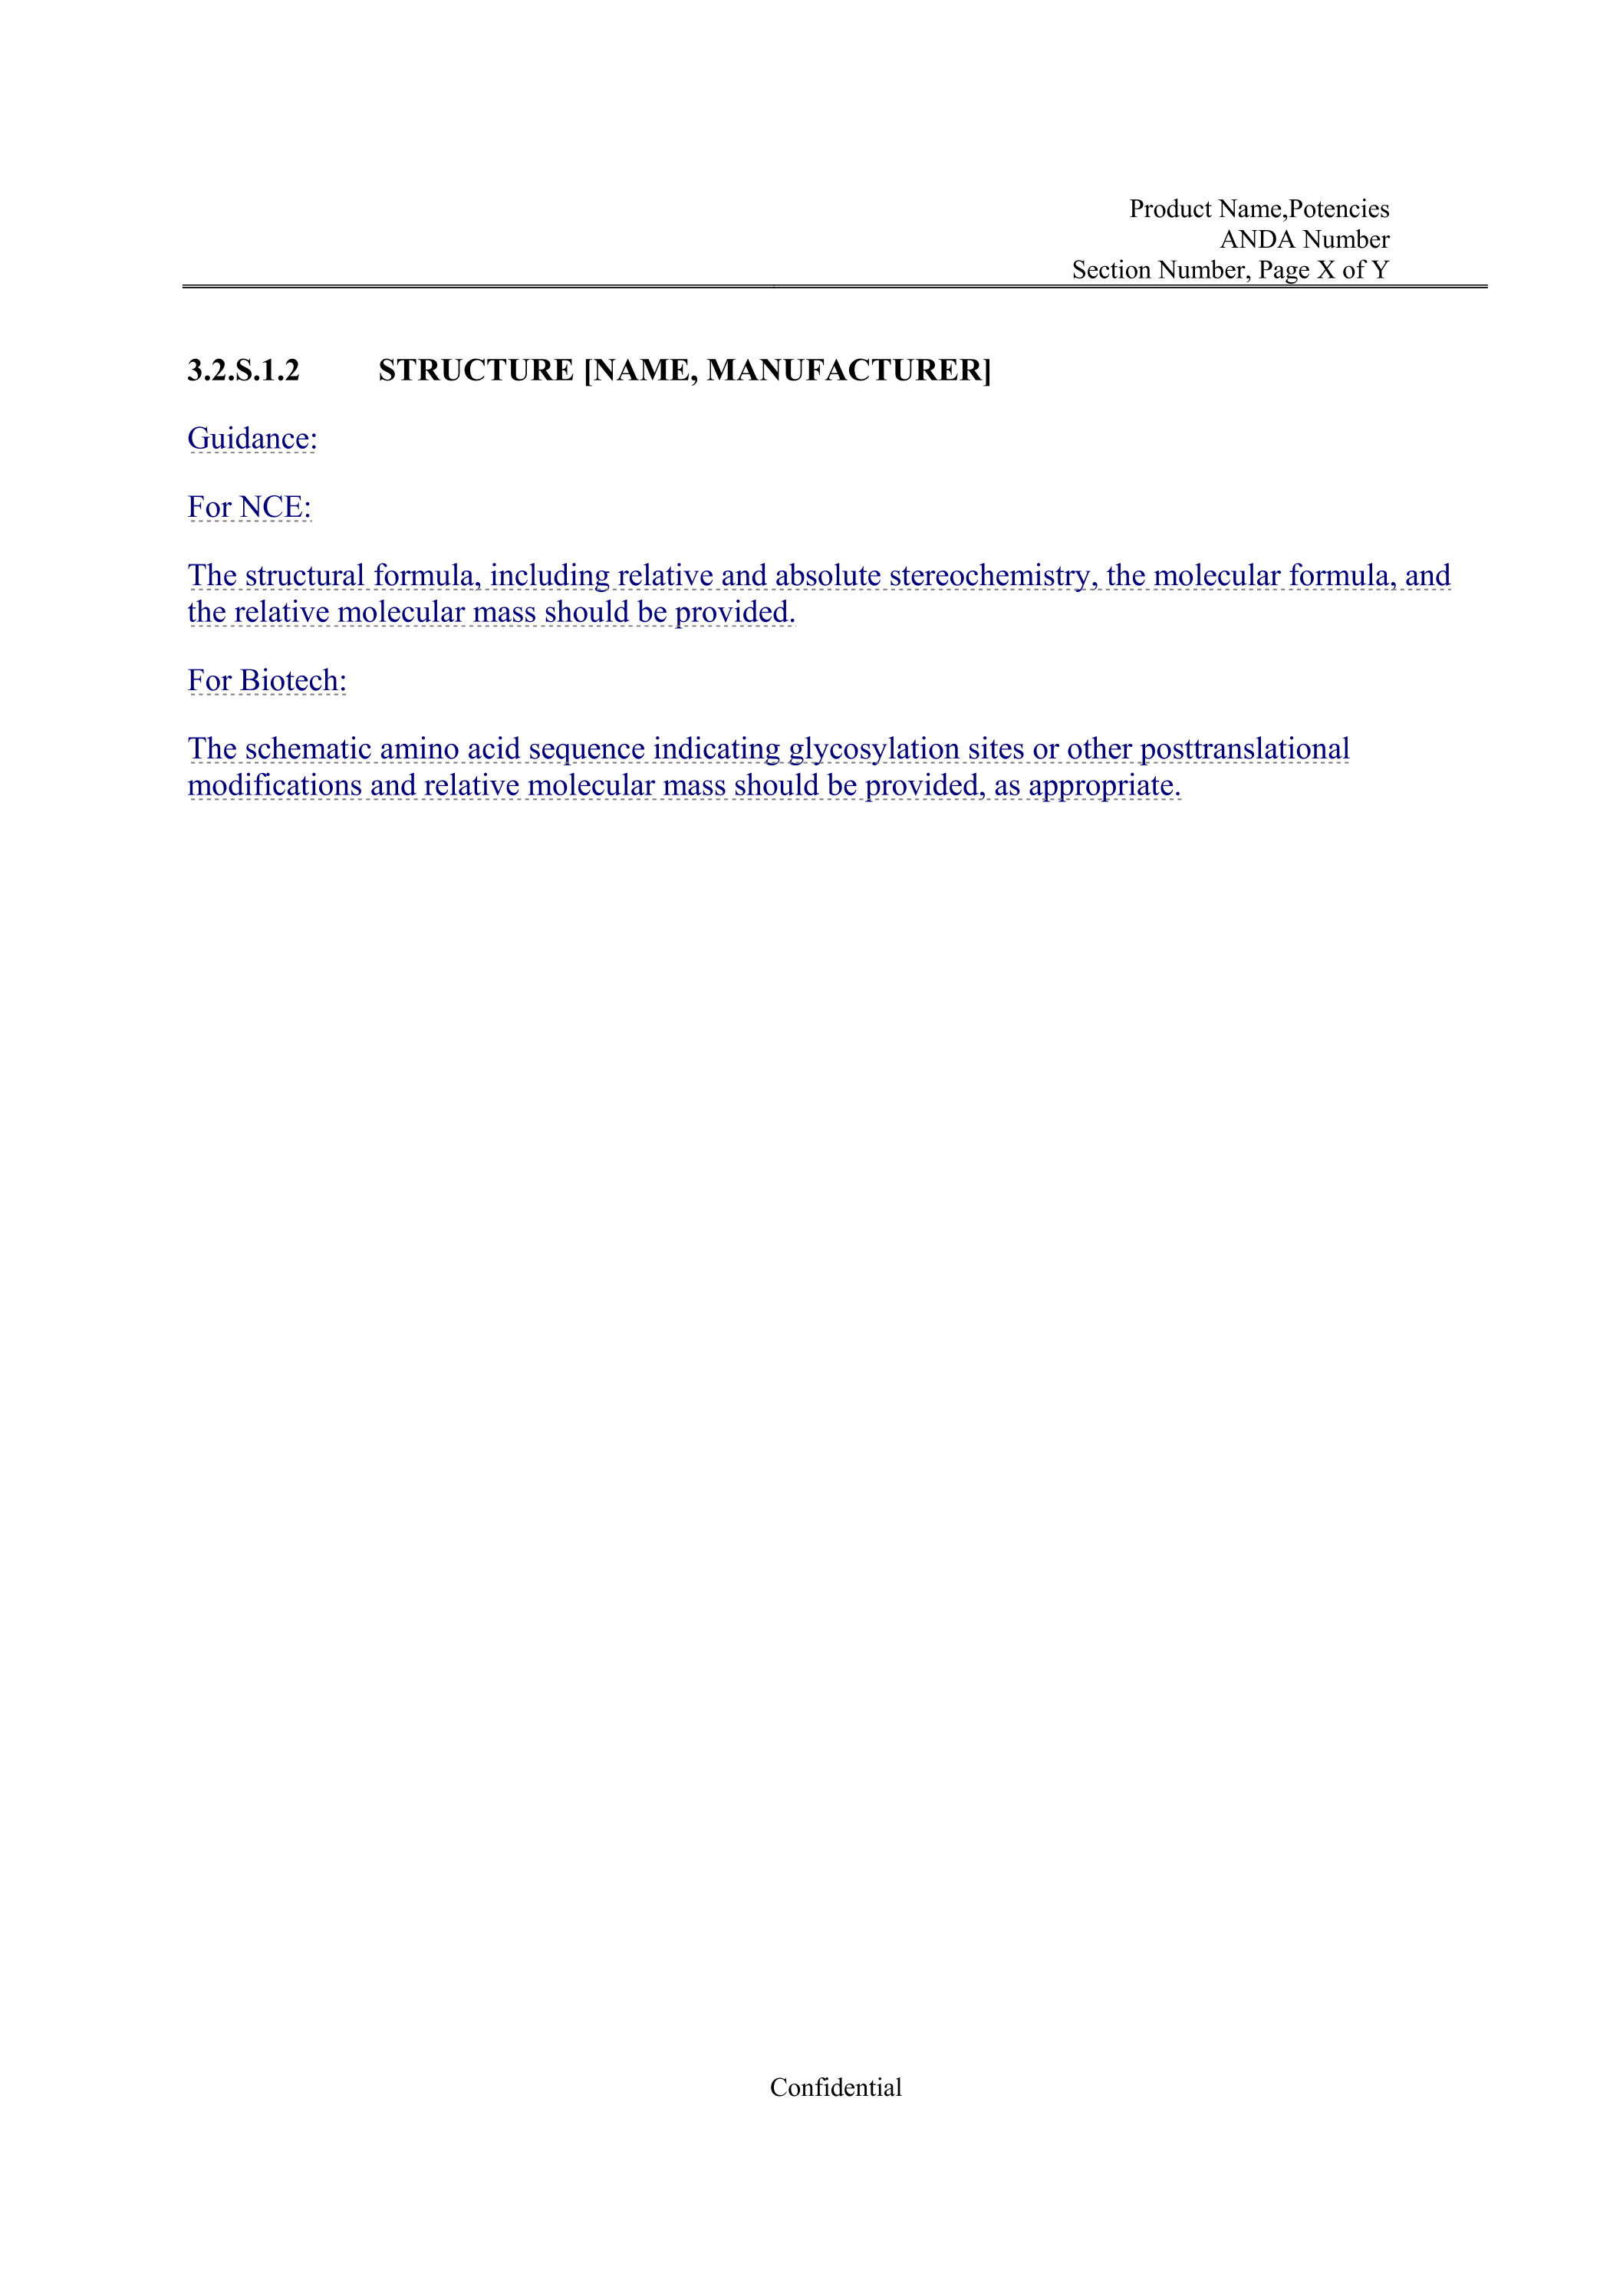 Product Name,Potencies
ANDA Number
Section Number, Page X of Y
3.2.S.1.2 STRUCTURE [NAME, MANUFACTURER]
Guidance:
For NCE:
The structural formula, including relative and absolute stereochemistry, the molecular formula, and
the relative molecular mass should be provided.
For Biotech:
The schematic amino acid sequence indicating glycosylation sites or other posttranslational
modifications and relative molecular mass should be provided, as appropriate.
Confidential